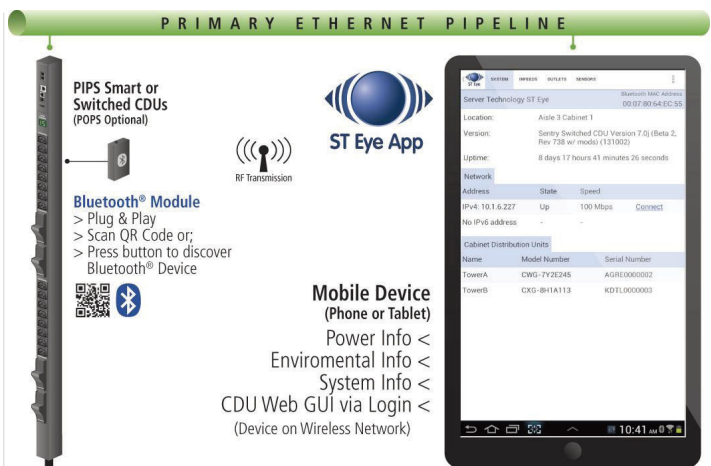 PRIMARY ETHERNET PIPELINE
PIPS Smart or
Switched CDUs
(POPS Optional)
RF Transmission
ST Eye App
Bluetooth® Module
> Plug & Play
> Scan QR Code or;
> Press button to discover
Bluetooth® Device
Mobile Device
(Phone or Tablet)
Power Info <
Enviromental Info <
System Info <
CDU Web GUI via Login <
(Device on Wireless Network)
ST Eye SYSTEM INFEEDS OUTLETS SENSORS
Bluetooth MAC Address
Server Technology ST Eye 00:07:80:64:EC:55
Location: Aisle 3 Cabinet 1
Version: Sentry Switched CDU Version 7.0j (Beta 2,
Rev 738 w/ mods) (131002)
Uptime: 8 days 17 hours 41 minutes 26 seconds
Network
Address State Speed
IPv4: 10.1.6.227 Up 100 Mbps Connect
No IPv6 address - -
Cabinet Distribution Units
Name Model Number Serial Number
TowerA CWG-7Y2E245 AGRE0000002
TowerB CXG-8H1A113 KDTL0000003
10:41 AM